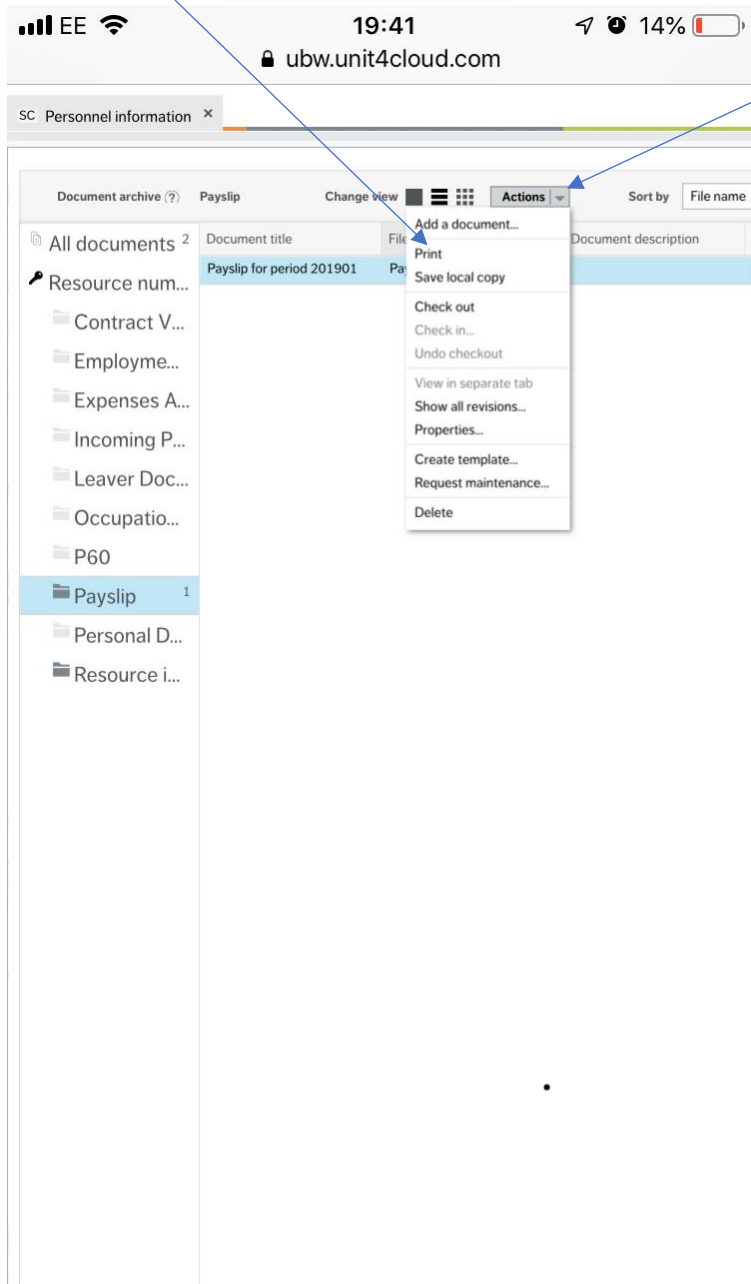 EE 19:41 14%
ubw.unit4cloud.com
SC Personnel information ×
Document archive (?) Payslip Change view Actions Sort by File name
All documents 2
Resource num...
Contract V...
Employme...
Expenses A...
Incoming P...
Leaver Doc...
Occupatio...
P60
Payslip 1
Personal D...
Resource i...
Document title File Document description
Payslip for period 201901 Pay
Add a document...
Print
Save local copy
Check out
Check in...
Undo checkout
View in separate tab
Show all revisions...
Properties...
Create template...
Request maintenance...
Delete